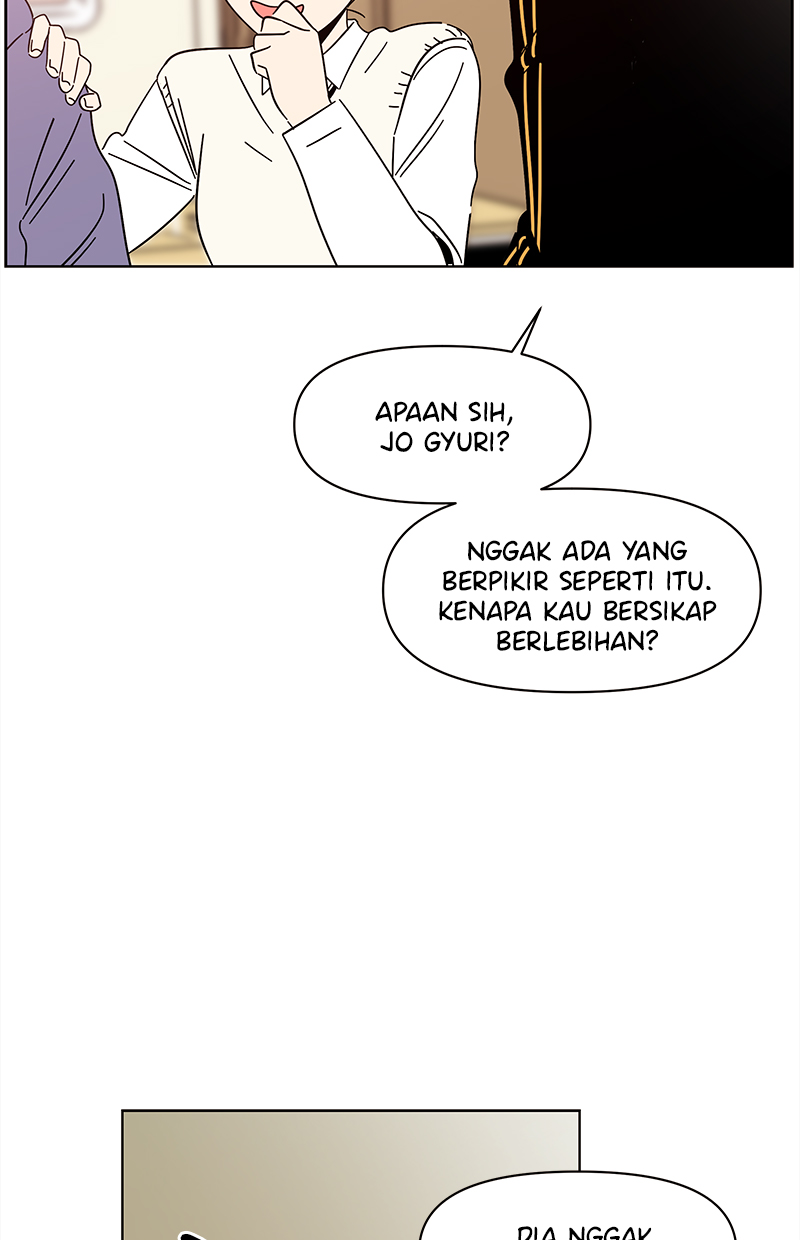 APAAN SIH,
JO GYURI?
NGGAK ADA YANG
BERPIKIR SEPERTI ITU.
KENAPA KAU BERSIKAP
BERLEBIHAN?
DIA NGGAK